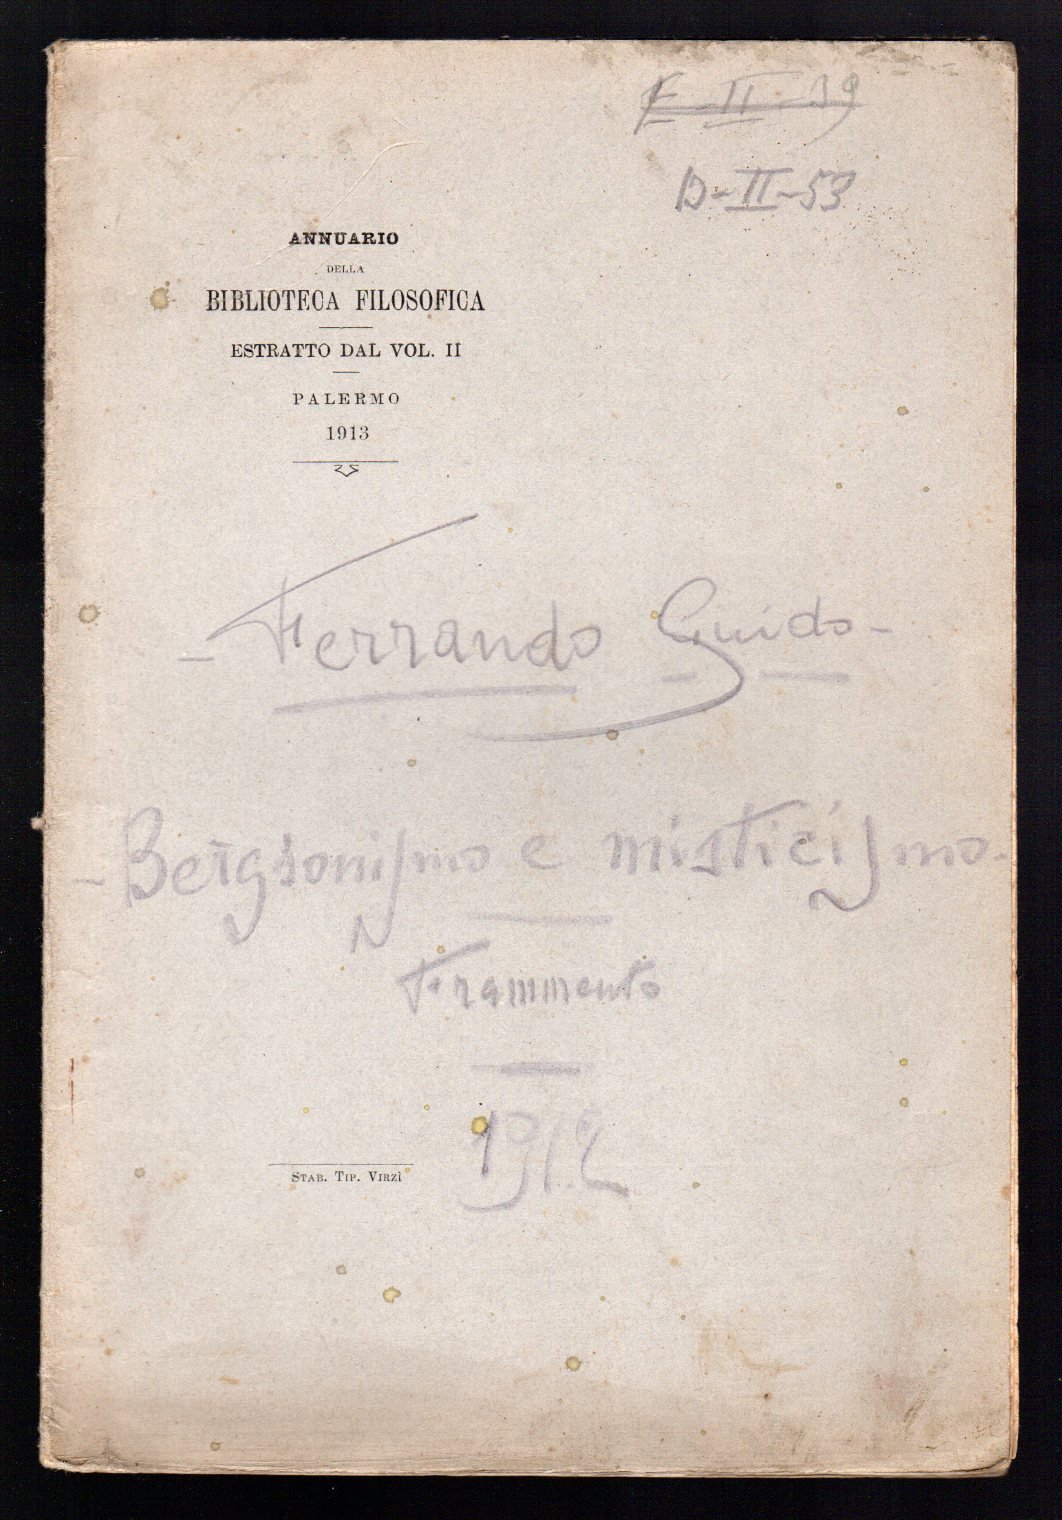 F-II-39
D-II-53
ANNUARIO
DELLA
BIBLIOTECA FILOSOFICA
ESTRATTO DAL VOL. II
PALERMO
1913
- Ferrando Guido -
- Bergsonismo e misticismo -
Frammento
1912
STAB. TIP. VIRZÌ